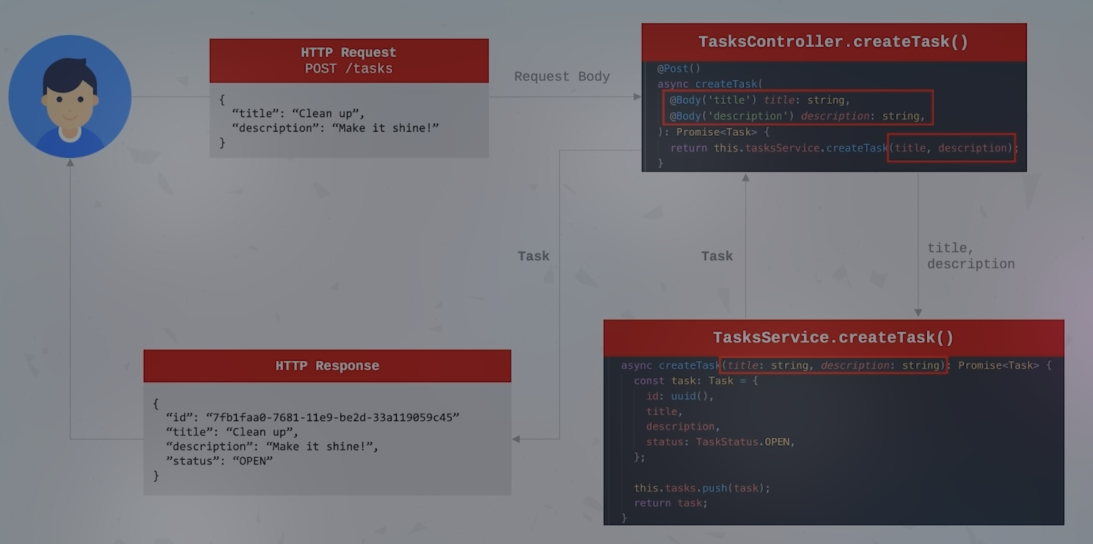 HTTP Request
POST /tasks
{
“title”: “Clean up”,
“description”: “Make it shine!”
}
Request Body
TasksController.createTask()
@Post()
async createTask(
@Body('title') title: string,
@Body('description') description: string,
): Promise<Task> {
return this.tasksService.createTask(title, description);
}
Task
Task
title,
description
HTTP Response
{
“id”: “7fb1faa0-7681-11e9-be2d-33a119059c45”
“title”: “Clean up”,
“description”: “Make it shine!”,
”status”: “OPEN”
}
TasksService.createTask()
async createTask(title: string, description: string): Promise<Task> {
const task: Task = {
id: uuid(),
title,
description,
status: TaskStatus.OPEN,
};
this.tasks.push(task);
return task;
}